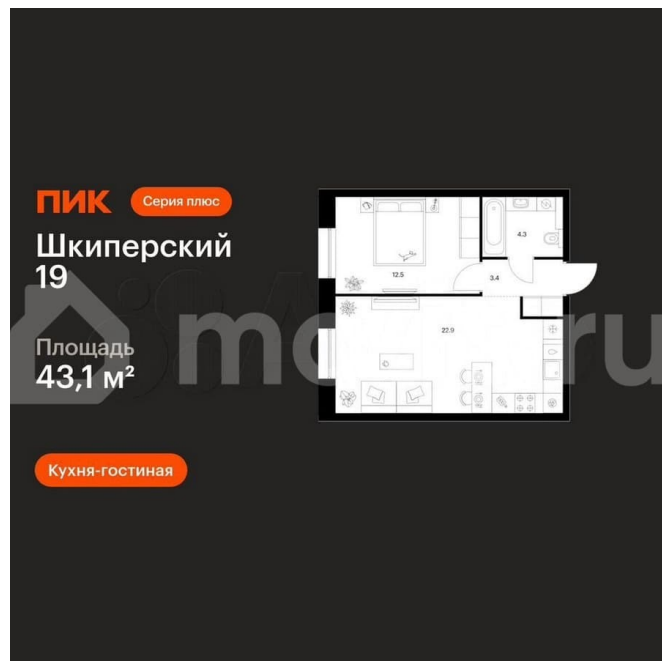 ПИК
Серия плюс
Шкиперский
19
Площадь
43,1 м²
Кухня-гостиная
12.5
4.3
3.4
22.9